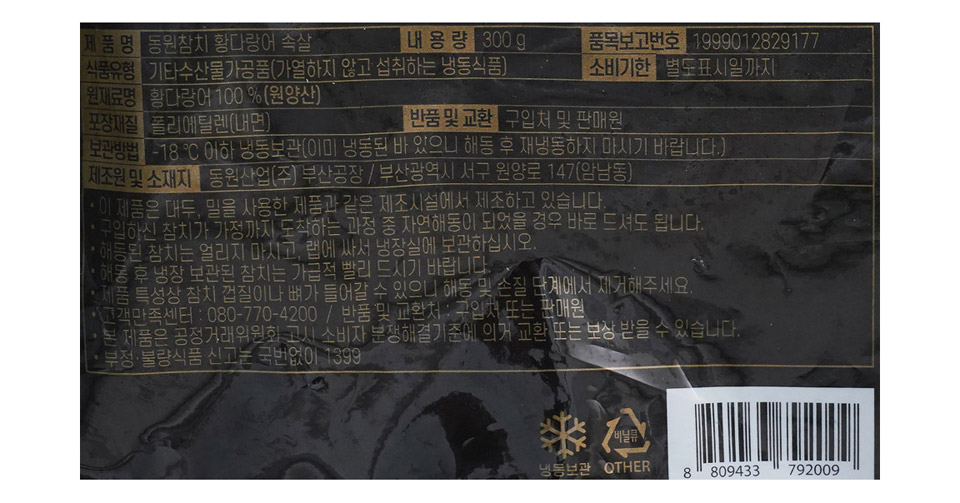 제 품 명 동원참치 황다랑어 속살 내 용 량 300 g 품목보고번호 1999012829177
식품유형 기타수산물가공품(가열하지 않고 섭취하는 냉동식품) 소비기한 별도표시일까지
원재료명 황다랑어 100 % (원양산)
포장재질 폴리에틸렌(내면) 반품 및 교환 구입처 및 판매원
보관방법 -18 ℃ 이하 냉동보관(이미 냉동된 바 있으니 해동 후 재냉동하지 마시기 바랍니다.)
제조원 및 소재지 동원산업(주) 부산공장 / 부산광역시 서구 원양로 147(암남동)
• 이 제품은 대두, 밀을 사용한 제품과 같은 제조시설에서 제조하고 있습니다.
• 구입하신 참치가 가정까지 도착하는 과정 중 자연해동이 되었을 경우 바로 드셔도 됩니다.
• 해동된 참치는 얼리지 마시고 랩에 싸서 냉장실에 보관하십시오.
• 해동 후 냉장 보관된 참치는 가급적 빨리 드시기 바랍니다.
• 제품 특성상 참치 껍질이나 뼈가 들어갈 수 있으니 해동 및 손질 단계에서 제거해주세요.
• 고객만족센터 : 080-770-4200 / 반품 및 교환처 : 구입처 또는 판매원
• 본 제품은 공정거래위원회 고시 소비자 분쟁해결기준에 의거 교환 또는 보상 받을 수 있습니다.
• 부정·불량식품 신고는 국번없이 1399
비닐류
냉동보관 OTHER
8 809433 792009